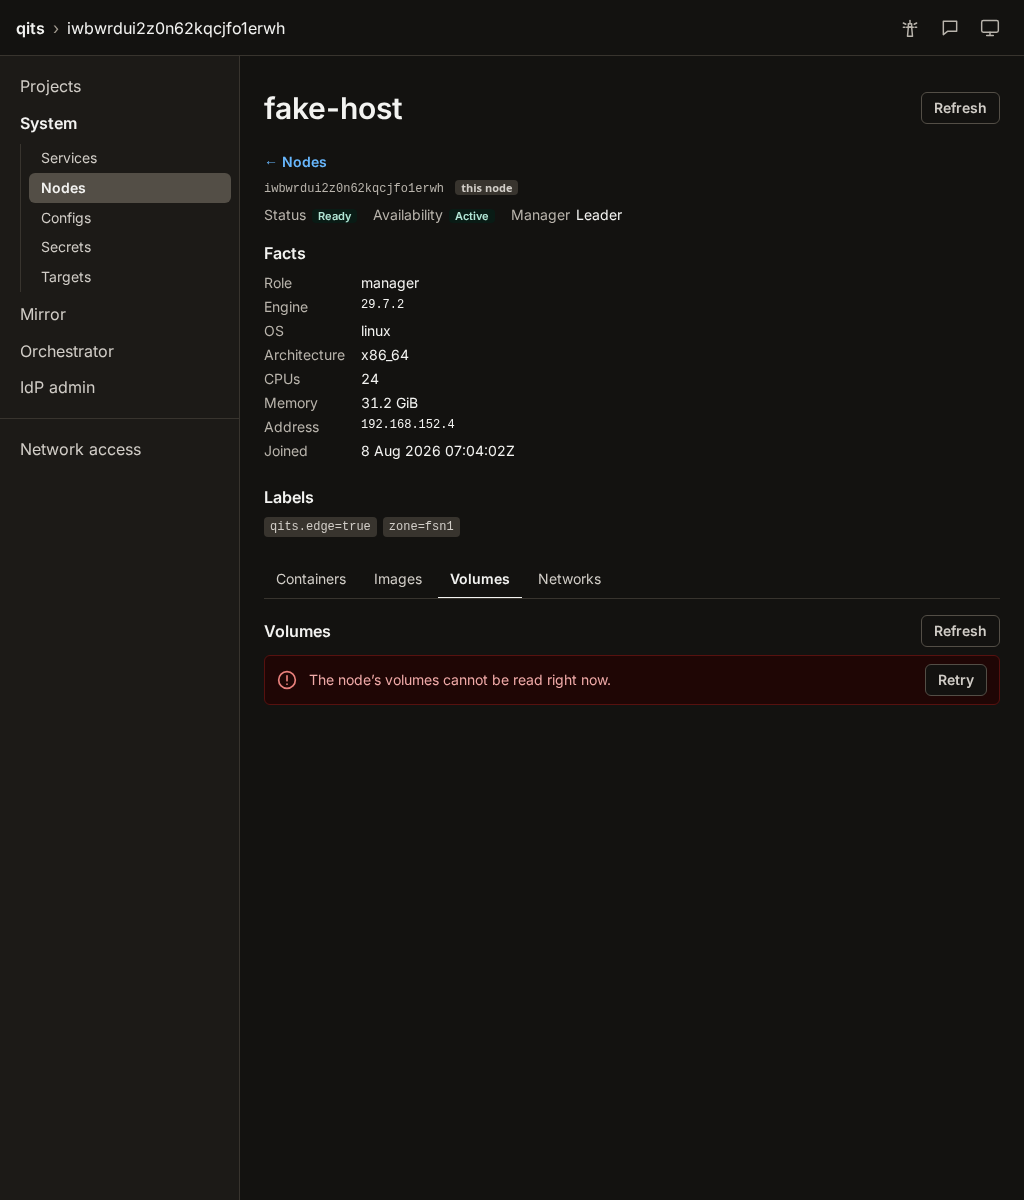 qits › iwbwrdui2z0n62kqcjfo1erwh
Projects
System
Services
Nodes
Configs
Secrets
Targets
Mirror
Orchestrator
IdP admin
Network access
fake-host
Refresh
← Nodes
iwbwrdui2z0n62kqcjfo1erwh this node
Status Ready Availability Active Manager Leader
Facts
Role manager
Engine 29.7.2
OS linux
Architecture x86_64
CPUs 24
Memory 31.2 GiB
Address 192.168.152.4
Joined 8 Aug 2026 07:04:02Z
Labels
qits.edge=true zone=fsn1
Containers Images Volumes Networks
Volumes
Refresh
The node’s volumes cannot be read right now.
Retry